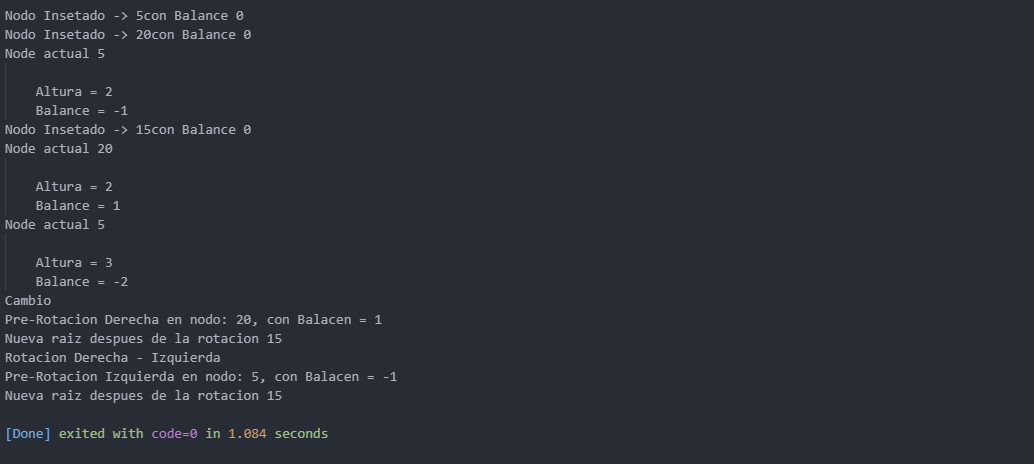 Nodo Insetado -> 5con Balance 0
Nodo Insetado -> 20con Balance 0
Node actual 5
Altura = 2
Balance = -1
Nodo Insetado -> 15con Balance 0
Node actual 20
Altura = 2
Balance = 1
Node actual 5
Altura = 3
Balance = -2
Cambio
Pre-Rotacion Derecha en nodo: 20, con Balacen = 1
Nueva raiz despues de la rotacion 15
Rotacion Derecha - Izquierda
Pre-Rotacion Izquierda en nodo: 5, con Balacen = -1
Nueva raiz despues de la rotacion 15
[Done] exited with code=0 in 1.084 seconds